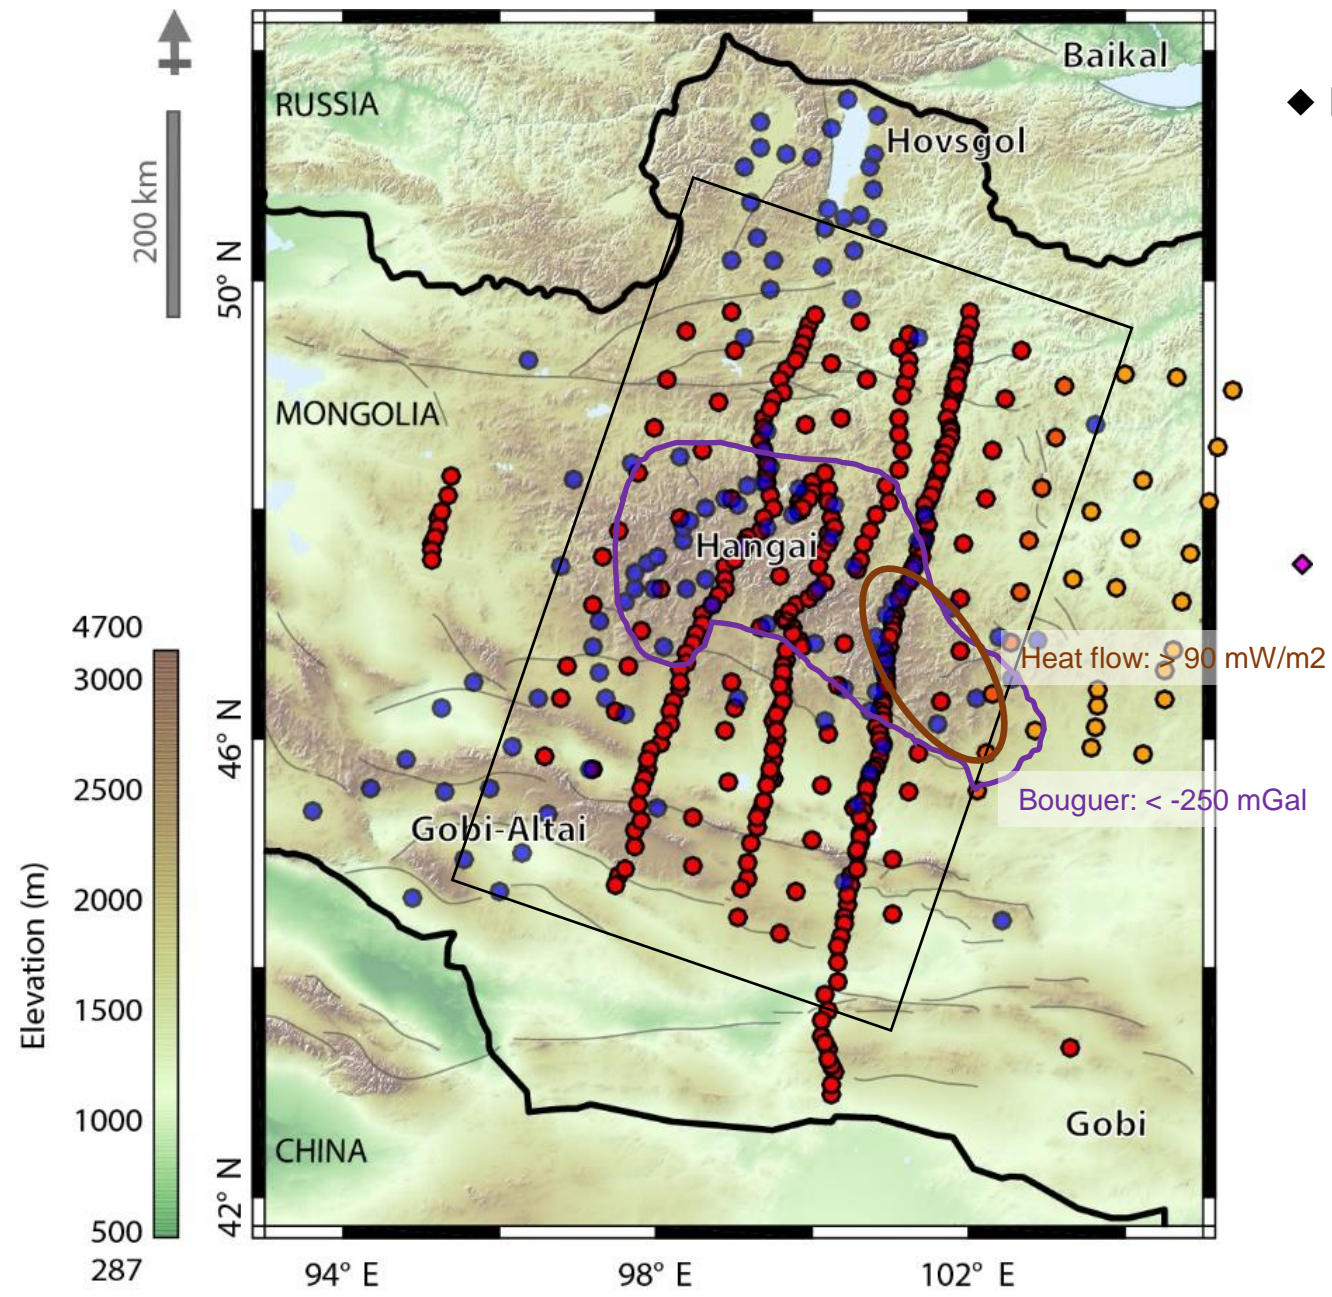 Baikal
RUSSIA
Hovsgol
200 km
50° N
MONGOLIA
Hangai
4700
3000
2500
2000
1500
1000
500
287
Elevation (m)
Heat flow: > 90 mW/m2
46° N
Bouguer: < -250 mGal
Gobi-Altai
Gobi
CHINA
42° N
94° E
98° E
102° E